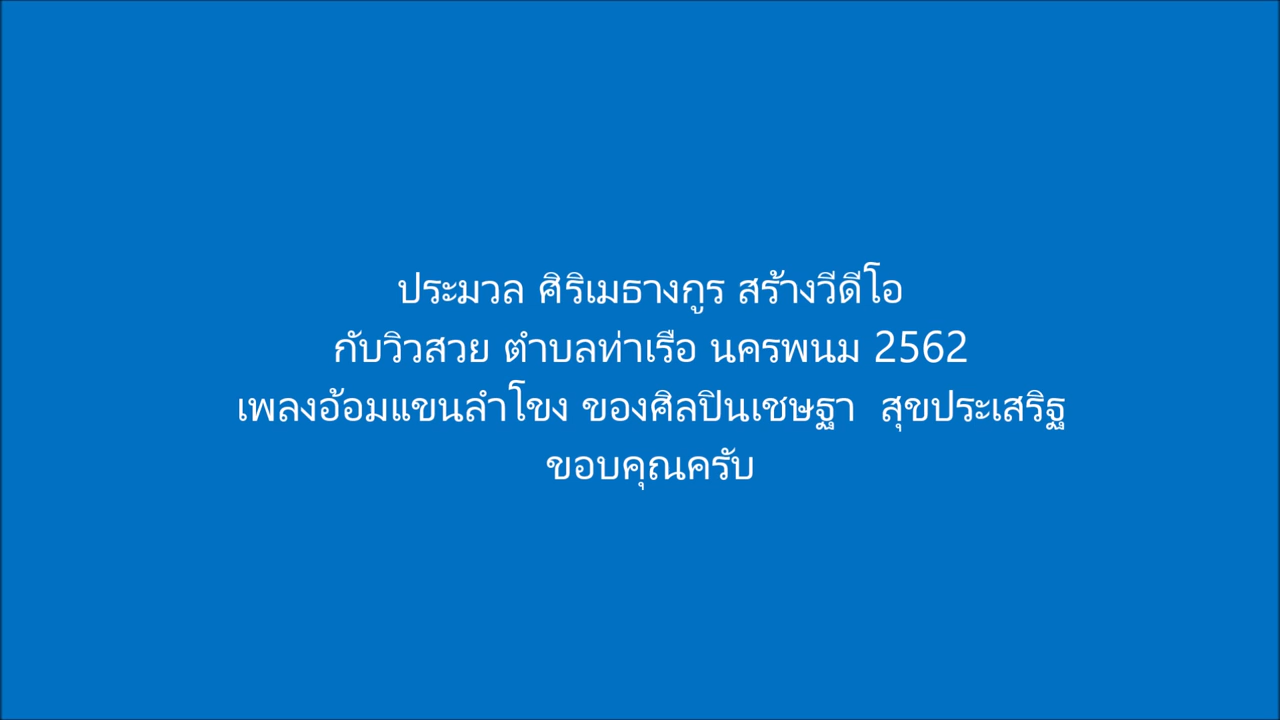 ประมวล ศิริเมธางกูร สร้างวีดีโอ
กับวิวสวย ตำบลท่าเรือ นครพนม 2562
เพลงอ้อมแขนลำโขง ของศิลปินเชษฐา  สุขประเสริฐ
ขอบคุณครับ